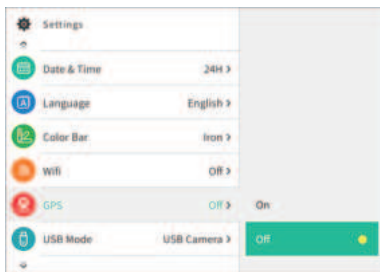 Settings
Date & Time 24H >
Language English >
Color Bar Iron >
Wifi Off >
GPS Off > On
USB Mode USB Camera > Off